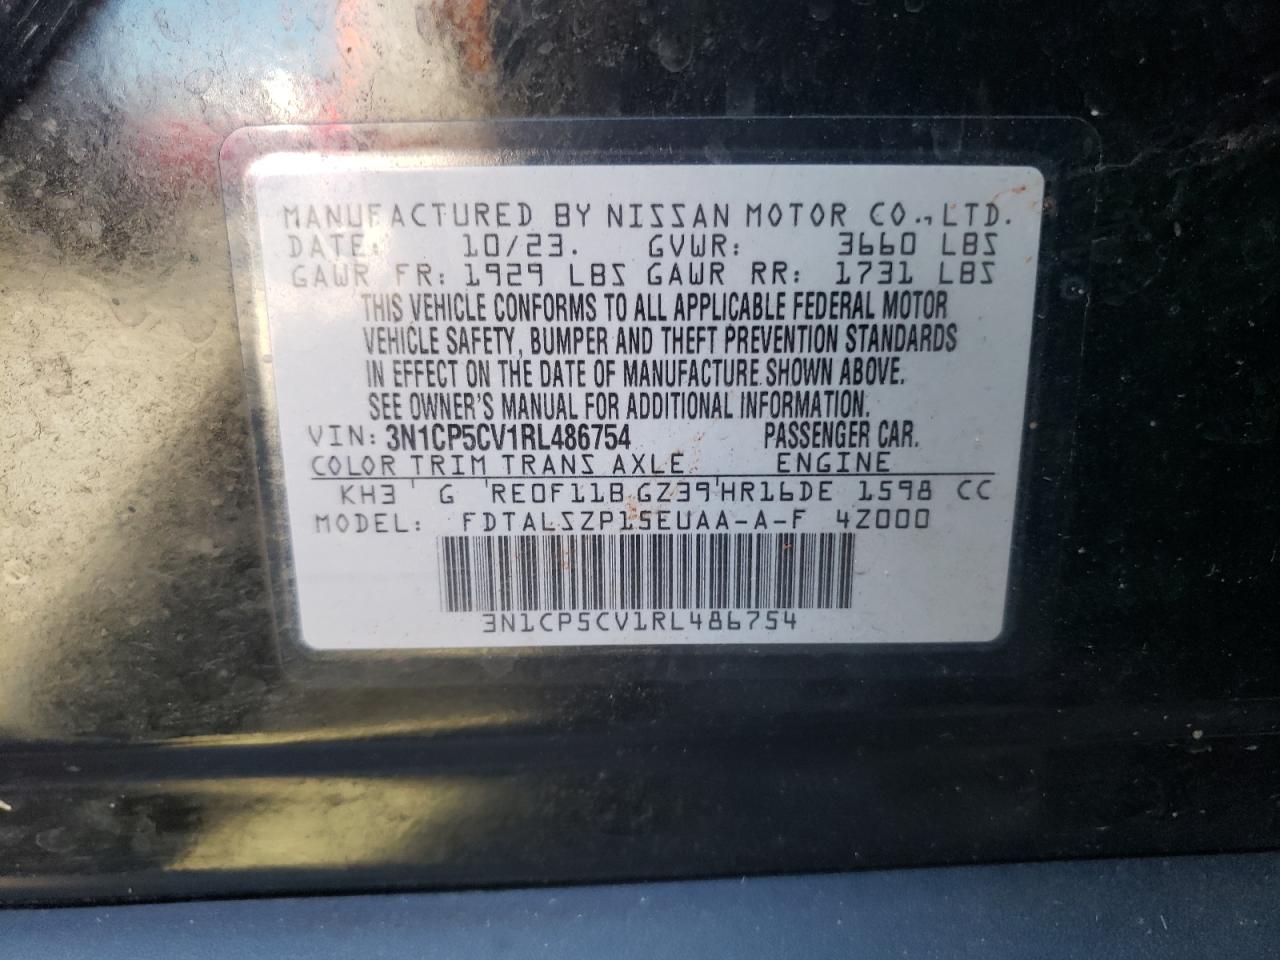 MANUFACTURED BY NISSAN MOTOR CO., LTD.
DATE: 10/23. GVWR: 3660 LBS
GAWR FR: 1929 LBS GAWR RR: 1731 LBS
THIS VEHICLE CONFORMS TO ALL APPLICABLE FEDERAL MOTOR
VEHICLE SAFETY, BUMPER AND THEFT PREVENTION STANDARDS
IN EFFECT ON THE DATE OF MANUFACTURE SHOWN ABOVE.
SEE OWNER'S MANUAL FOR ADDITIONAL INFORMATION.
VIN: 3N1CP5CV1RL486754 PASSENGER CAR.
COLOR TRIM TRANS AXLE ENGINE
KH3 ' G 'RE0F11B GZ39'HR16DE 1598 CC
MODEL: FDTALSZP15EUAA-A-F 4Z000
3N1CP5CV1RL486754